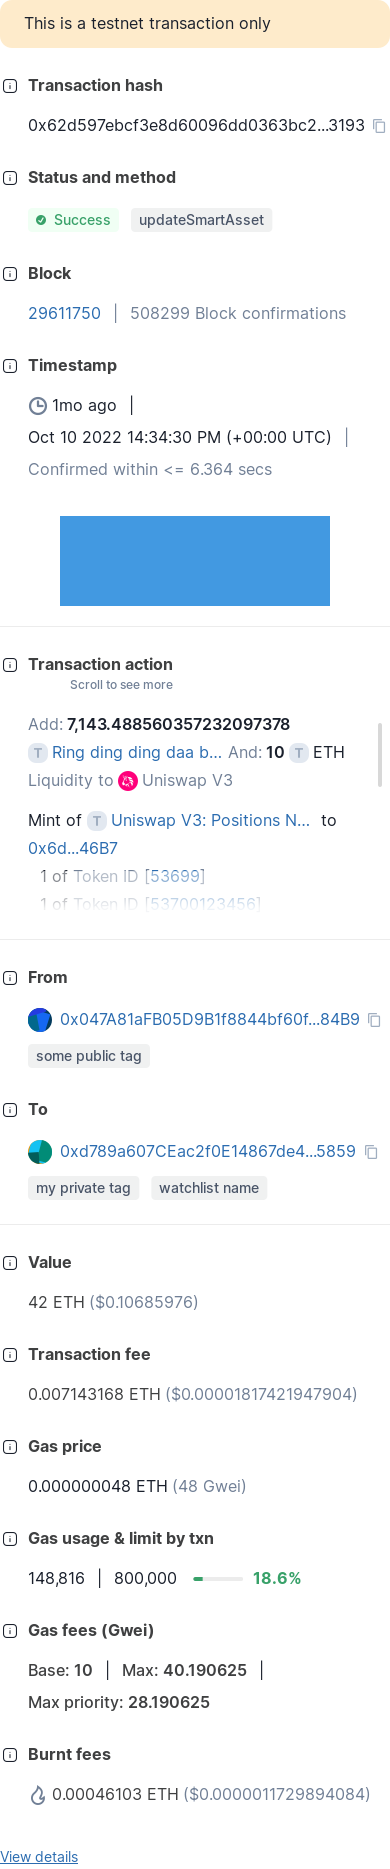 This is a testnet transaction only
Transaction hash
0x62d597ebcf3e8d60096dd0363bc2...3193
Status and method
Success updateSmartAsset
Block
29611750 | 508299 Block confirmations
Timestamp
1mo ago |
Oct 10 2022 14:34:30 PM (+00:00 UTC) |
Confirmed within <= 6.364 secs
Transaction action
Scroll to see more
Add: 7,143.488560357232097378
T Ring ding ding daa b... And: 10 T ETH
Liquidity to Uniswap V3
Mint of T Uniswap V3: Positions N... to
0x6d...46B7
1 of Token ID [53699]
1 of Token ID [53700123456]
From
0x047A81aFB05D9B1f8844bf60f...84B9
some public tag
To
0xd789a607CEac2f0E14867de4...5859
my private tag watchlist name
Value
42 ETH ($0.10685976)
Transaction fee
0.007143168 ETH ($0.00001817421947904)
Gas price
0.000000048 ETH (48 Gwei)
Gas usage & limit by txn
148,816 | 800,000 18.6%
Gas fees (Gwei)
Base: 10 | Max: 40.190625 |
Max priority: 28.190625
Burnt fees
0.00046103 ETH ($0.0000011729894084)
View details